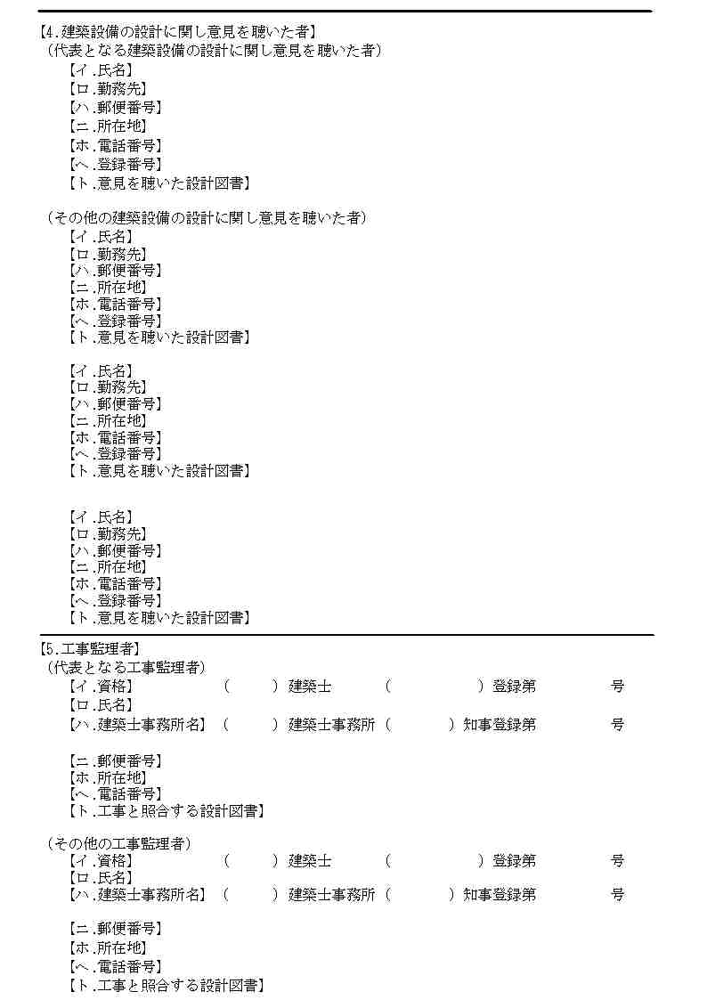 【4.建築設備の設計に関し意見を聴いた者】
（代表となる建築設備の設計に関し意見を聴いた者）
【イ.氏名】
【ロ.勤務先】
【ハ.郵便番号】
【ニ.所在地】
【ホ.電話番号】
【ヘ.登録番号】
【ト.意見を聴いた設計図書】
（その他の建築設備の設計に関し意見を聴いた者）
【イ.氏名】
【ロ.勤務先】
【ハ.郵便番号】
【ニ.所在地】
【ホ.電話番号】
【ヘ.登録番号】
【ト.意見を聴いた設計図書】
【イ.氏名】
【ロ.勤務先】
【ハ.郵便番号】
【ニ.所在地】
【ホ.電話番号】
【ヘ.登録番号】
【ト.意見を聴いた設計図書】
【イ.氏名】
【ロ.勤務先】
【ハ.郵便番号】
【ニ.所在地】
【ホ.電話番号】
【ヘ.登録番号】
【ト.意見を聴いた設計図書】
【5.工事監理者】
（代表となる工事監理者）
【イ.資格】　（　　）建築士　（　　　）登録第　　号
【ロ.氏名】
【ハ.建築士事務所名】（　　）建築士事務所（　　　）知事登録第　　号
【ニ.郵便番号】
【ホ.所在地】
【ヘ.電話番号】
【ト.工事と照合する設計図書】
（その他の工事監理者）
【イ.資格】　（　　）建築士　（　　　）登録第　　号
【ロ.氏名】
【ハ.建築士事務所名】（　　）建築士事務所（　　　）知事登録第　　号
【ニ.郵便番号】
【ホ.所在地】
【ヘ.電話番号】
【ト.工事と照合する設計図書】